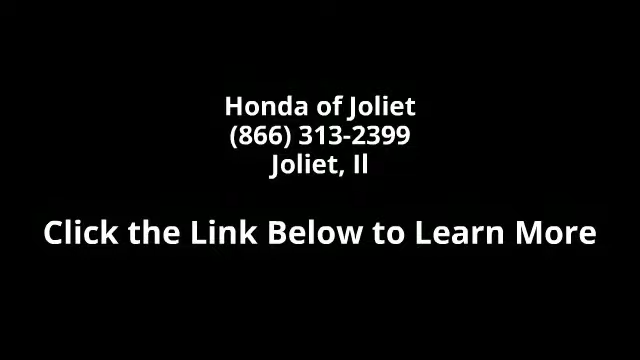 Honda of Joliet
(866) 313-2399
Joliet, Il
Click the Link Below to Learn More